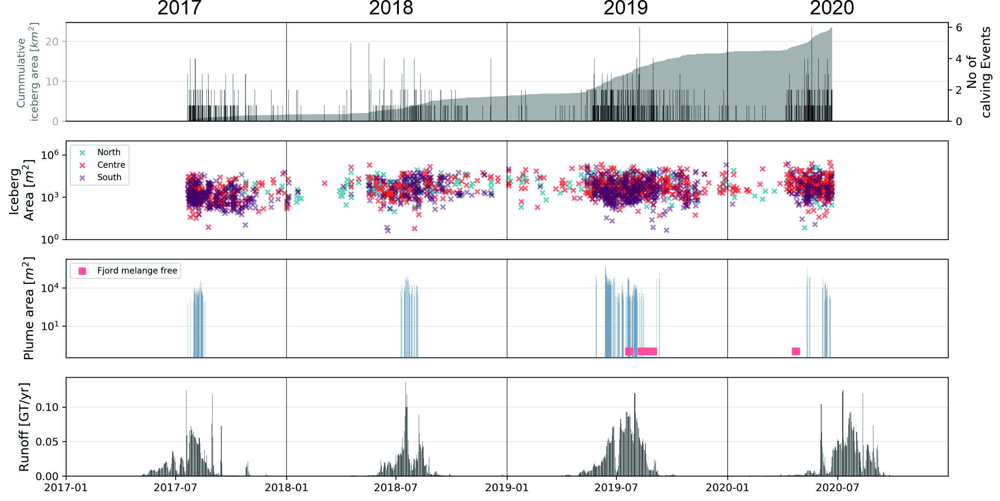 2017 2018 2019 2020
Cummulative
iceberg area [km²]
20
10
0
6
4
2
0
No of
calving Events
Iceberg
Area [m²]
10⁶
10³
10⁰
North
Centre
South
Plume area [m²]
10⁴
10¹
Fjord melange free
Runoff [GT/yr]
0.10
0.05
0.00
2017-01 2017-07 2018-01 2018-07 2019-01 2019-07 2020-01 2020-07